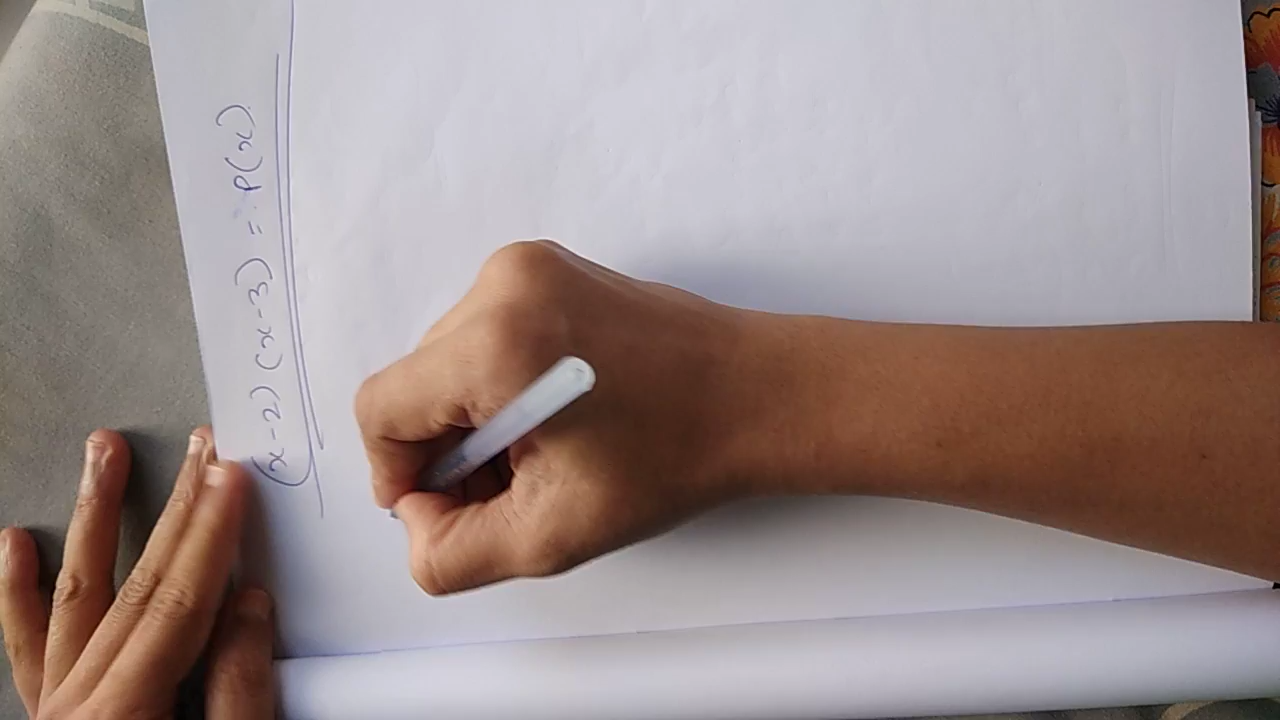 (x-2) (x-3) = P(x).